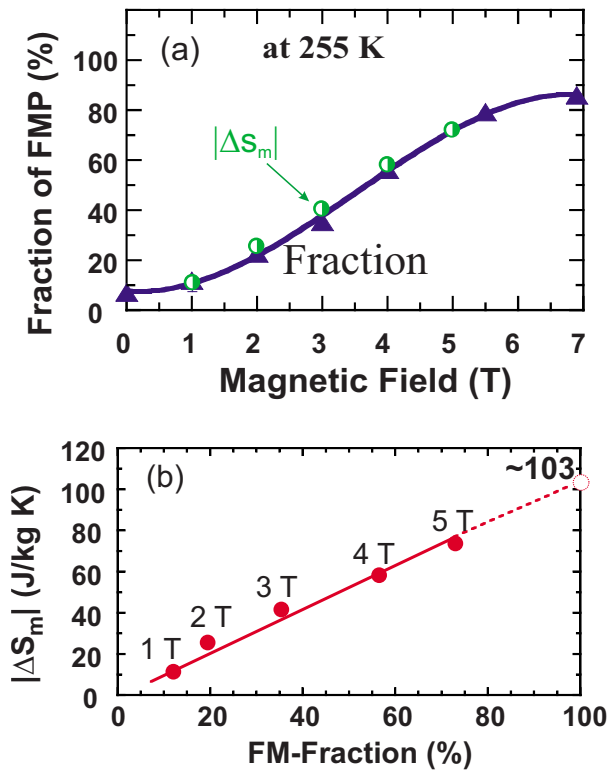 (a) at 255 K
Fraction of FMP (%)
100
80
60
40
20
0
|Δs_m|
Fraction
0 1 2 3 4 5 6 7
Magnetic Field (T)
(b)
~103
|ΔS_m| (J/kg K)
120
100
80
60
40
20
0
1 T
2 T
3 T
4 T
5 T
0 20 40 60 80 100
FM-Fraction (%)